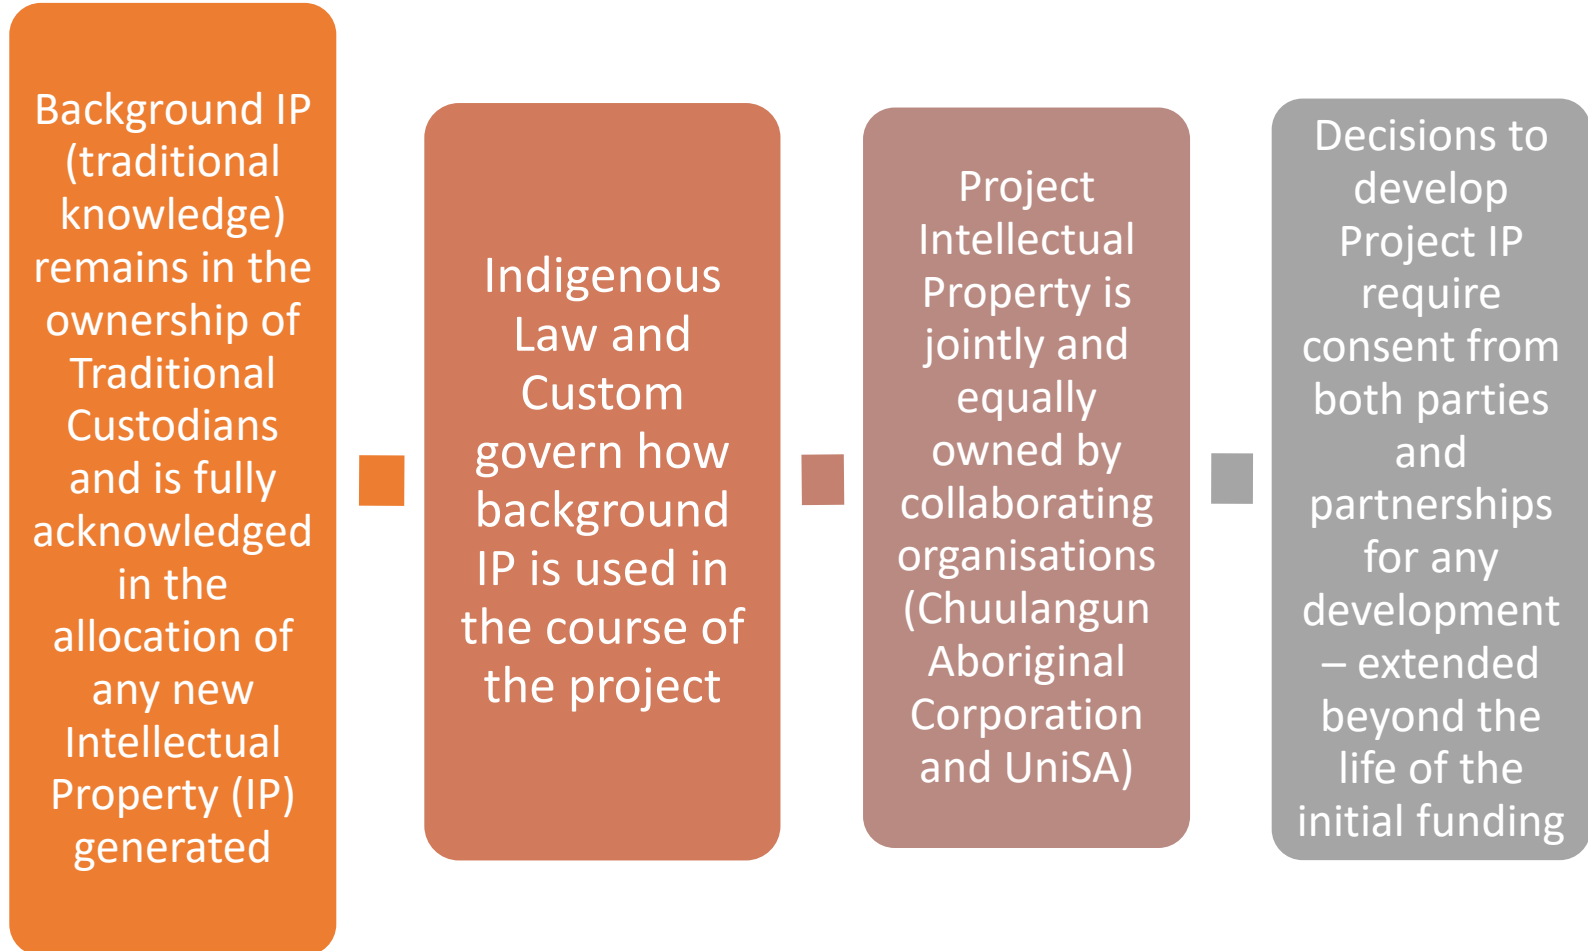 Background IP
(traditional
knowledge)
remains in the
ownership of
Traditional
Custodians
and is fully
acknowledged
in the
allocation of
any new
Intellectual
Property (IP)
generated
Indigenous
Law and
Custom
govern how
background
IP is used in
the course of
the project
Project
Intellectual
Property is
jointly and
equally
owned by
collaborating
organisations
(Chuulangun
Aboriginal
Corporation
and UniSA)
Decisions to
develop
Project IP
require
consent from
both parties
and
partnerships
for any
development
– extended
beyond the
life of the
initial funding